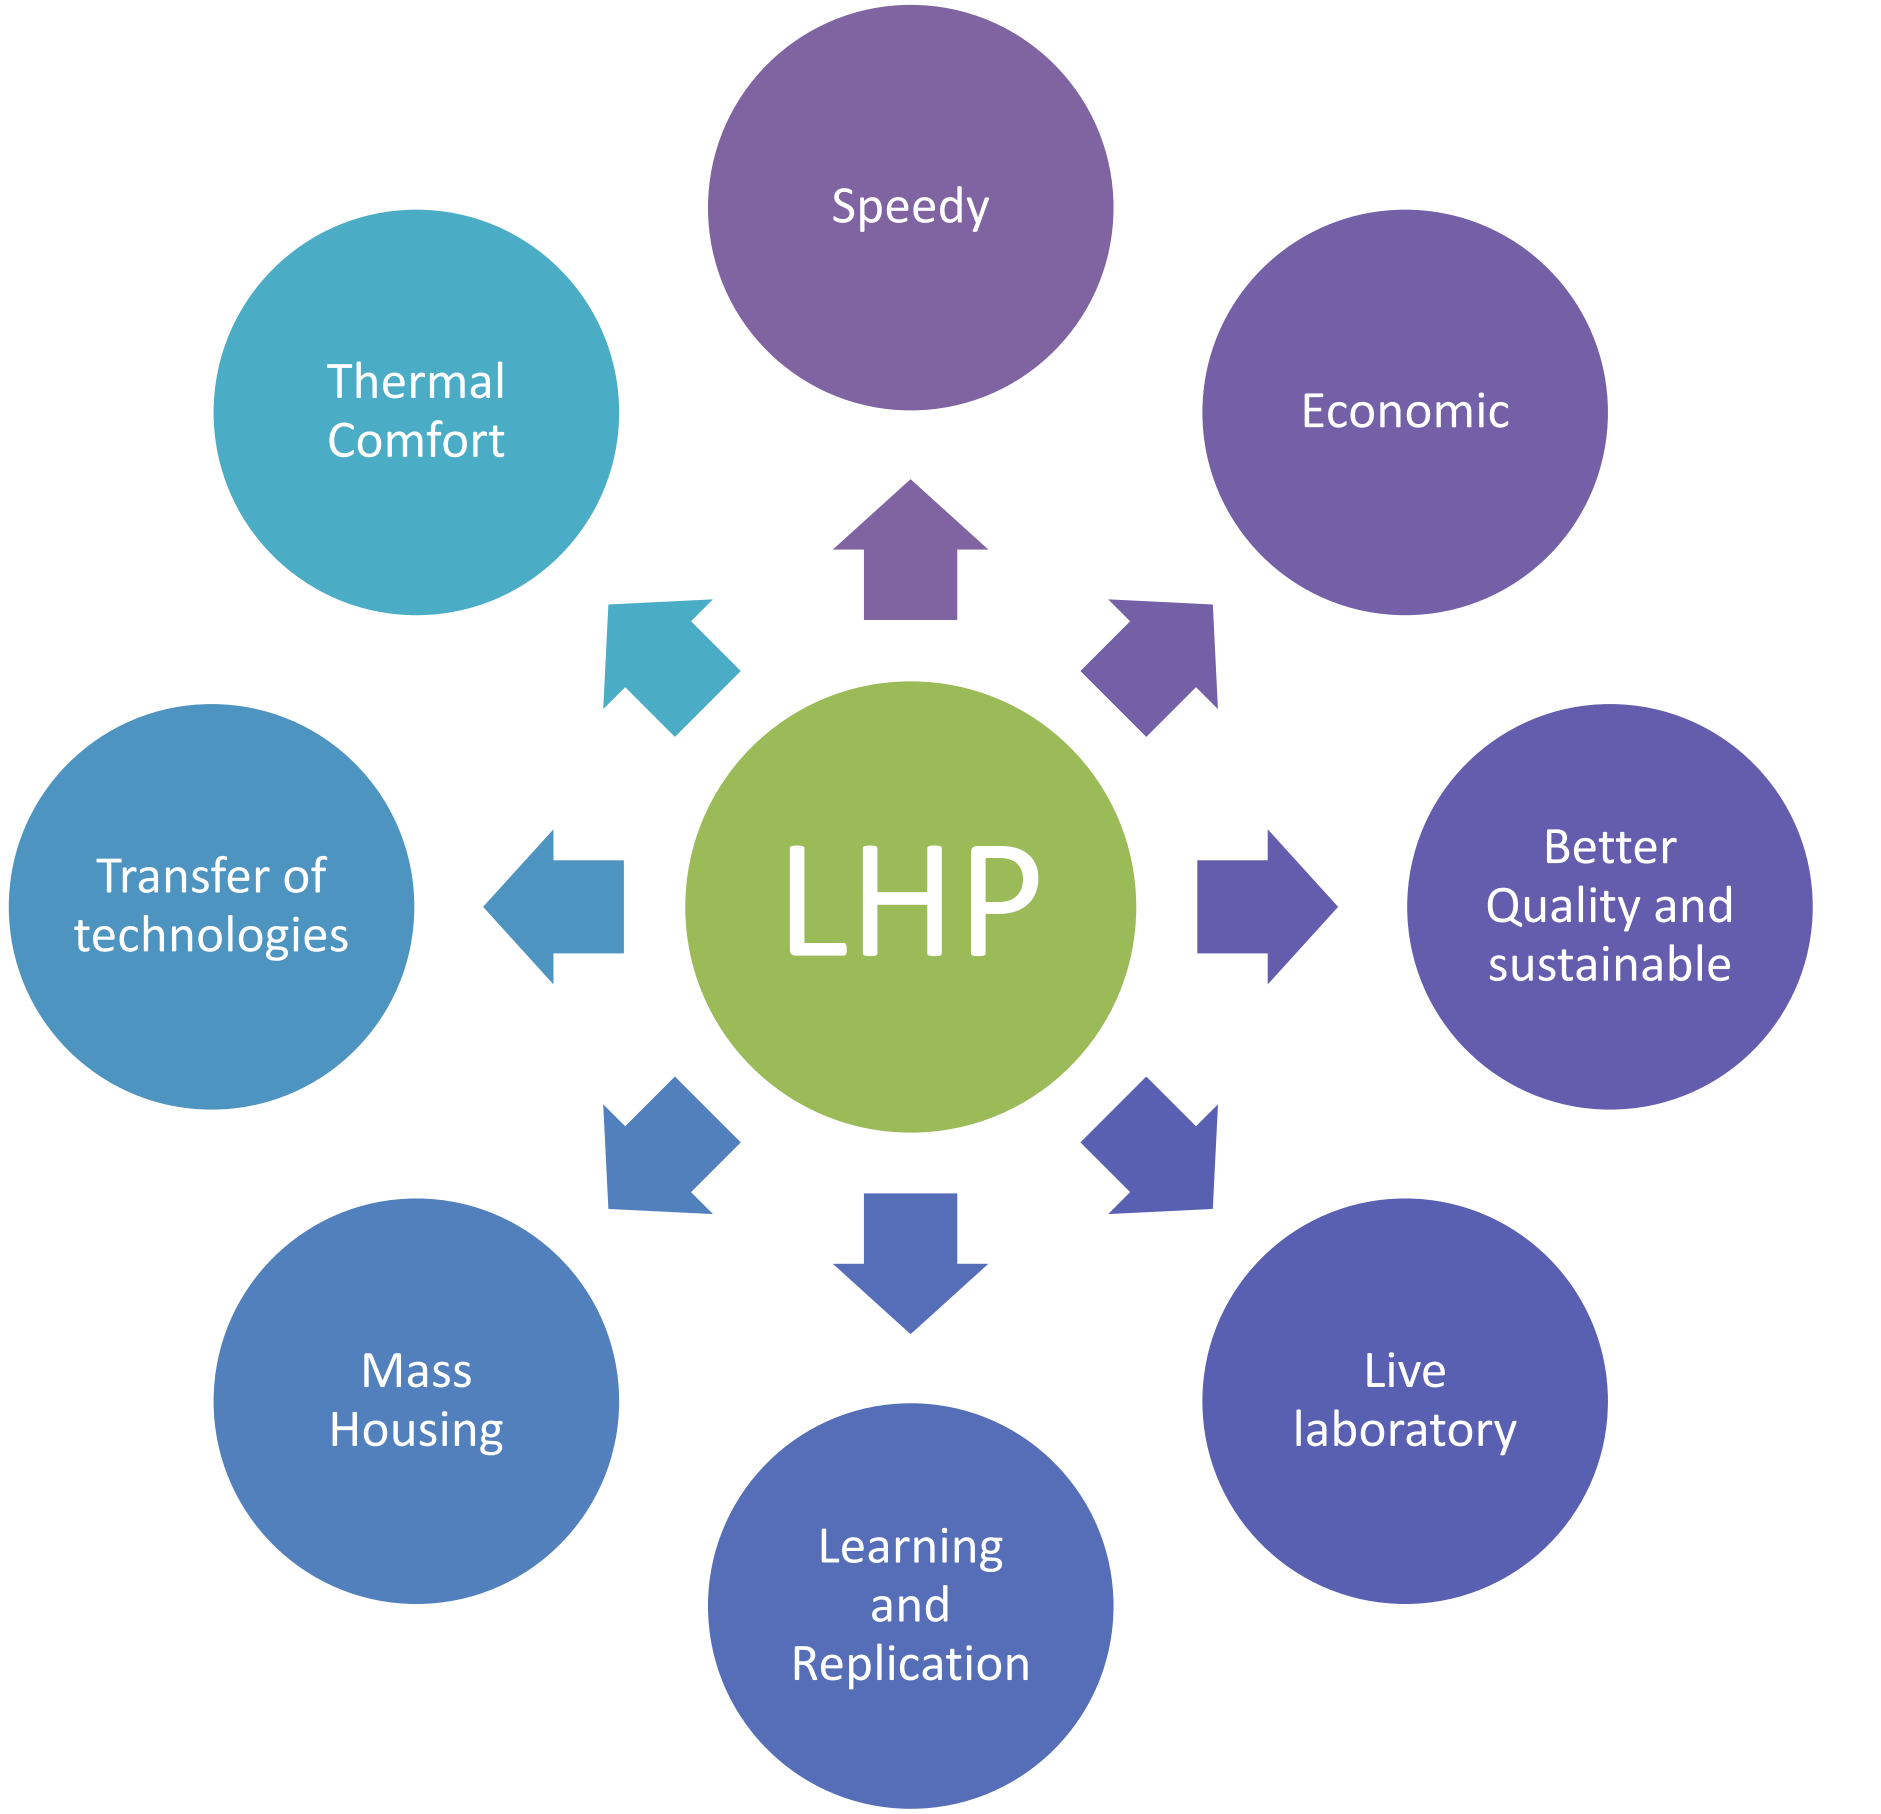 Speedy
Economic
Better
Quality and
sustainable
Live
laboratory
Learning
and
Replication
Mass
Housing
Transfer of
technologies
Thermal
Comfort
LHP